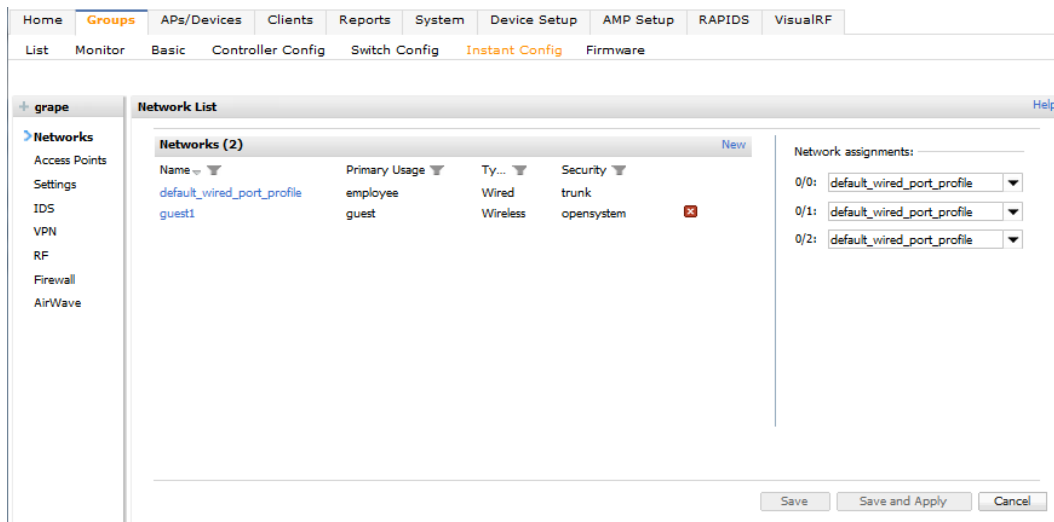 Home Groups APs/Devices Clients Reports System Device Setup AMP Setup RAPIDS VisualRF
List Monitor Basic Controller Config Switch Config Instant Config Firmware
grape
Network List
Help
Networks
Access Points
Settings
IDS
VPN
RF
Firewall
AirWave
Networks (2) New
Name Primary Usage Ty... Security
default_wired_port_profile employee Wired trunk
guest1 guest Wireless opensystem
Network assignments:
0/0: default_wired_port_profile
0/1: default_wired_port_profile
0/2: default_wired_port_profile
Save Save and Apply Cancel